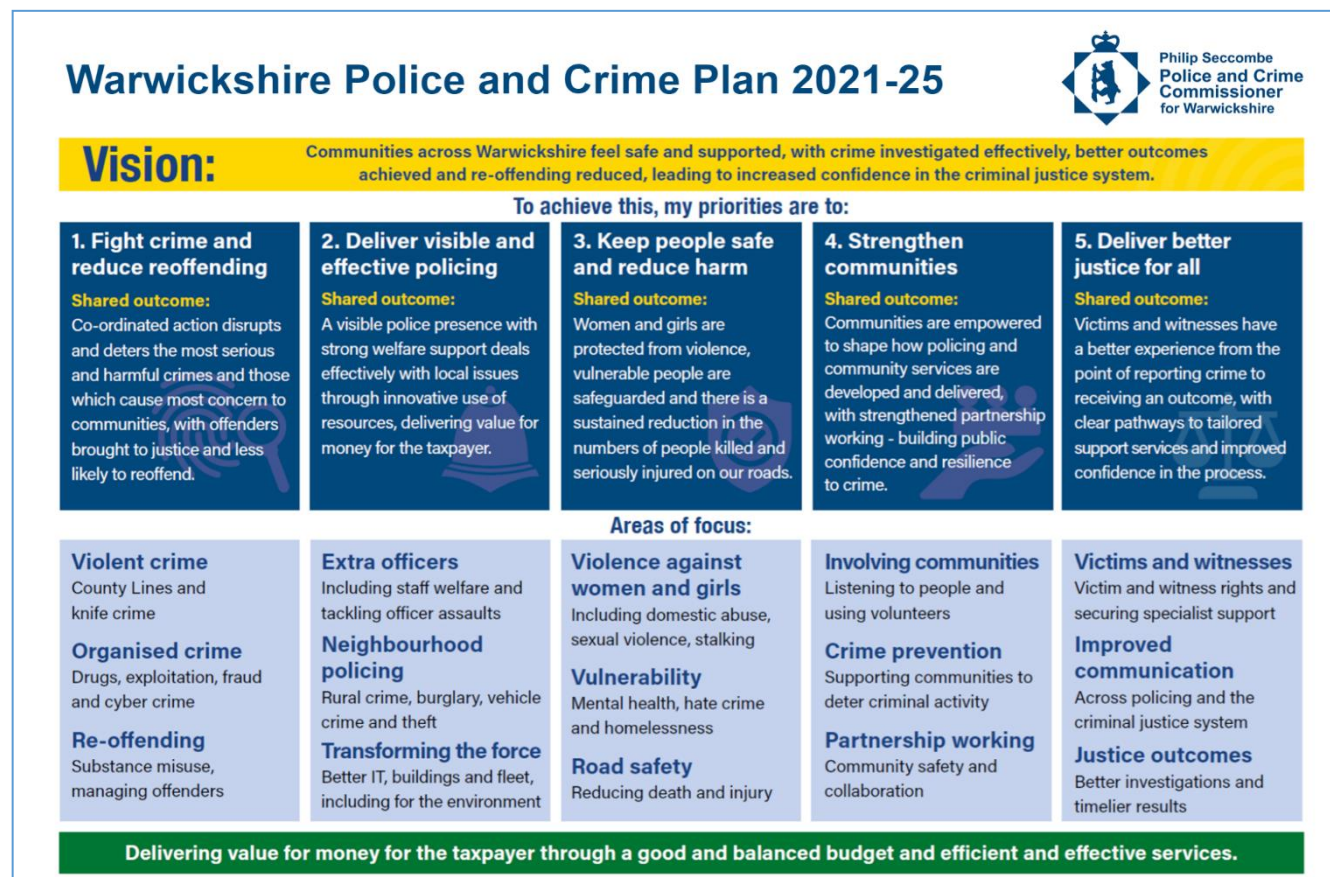 Warwickshire Police and Crime Plan 2021-25
Philip Seccombe
Police and Crime
Commissioner
for Warwickshire
Vision:
Communities across Warwickshire feel safe and supported, with crime investigated effectively, better outcomes
achieved and re-offending reduced, leading to increased confidence in the criminal justice system.
To achieve this, my priorities are to:
1. Fight crime and
reduce reoffending
Shared outcome:
Co-ordinated action disrupts
and deters the most serious
and harmful crimes and those
which cause most concern to
communities, with offenders
brought to justice and less
likely to reoffend.
2. Deliver visible and
effective policing
Shared outcome:
A visible police presence with
strong welfare support deals
effectively with local issues
through innovative use of
resources, delivering value for
money for the taxpayer.
3. Keep people safe
and reduce harm
Shared outcome:
Women and girls are
protected from violence,
vulnerable people are
safeguarded and there is a
sustained reduction in the
numbers of people killed and
seriously injured on our roads.
4. Strengthen
communities
Shared outcome:
Communities are empowered
to shape how policing and
community services are
developed and delivered,
with strengthened partnership
working - building public
confidence and resilience
to crime.
5. Deliver better
justice for all
Shared outcome:
Victims and witnesses have
a better experience from the
point of reporting crime to
receiving an outcome, with
clear pathways to tailored
support services and improved
confidence in the process.
Areas of focus:
Violent crime
County Lines and
knife crime
Organised crime
Drugs, exploitation, fraud
and cyber crime
Re-offending
Substance misuse,
managing offenders
Extra officers
Including staff welfare and
tackling officer assaults
Neighbourhood
policing
Rural crime, burglary, vehicle
crime and theft
Transforming the force
Better IT, buildings and fleet,
including for the environment
Violence against
women and girls
Including domestic abuse,
sexual violence, stalking
Vulnerability
Mental health, hate crime
and homelessness
Road safety
Reducing death and injury
Involving communities
Listening to people and
using volunteers
Crime prevention
Supporting communities to
deter criminal activity
Partnership working
Community safety and
collaboration
Victims and witnesses
Victim and witness rights and
securing specialist support
Improved
communication
Across policing and the
criminal justice system
Justice outcomes
Better investigations and
timelier results
Delivering value for money for the taxpayer through a good and balanced budget and efficient and effective services.